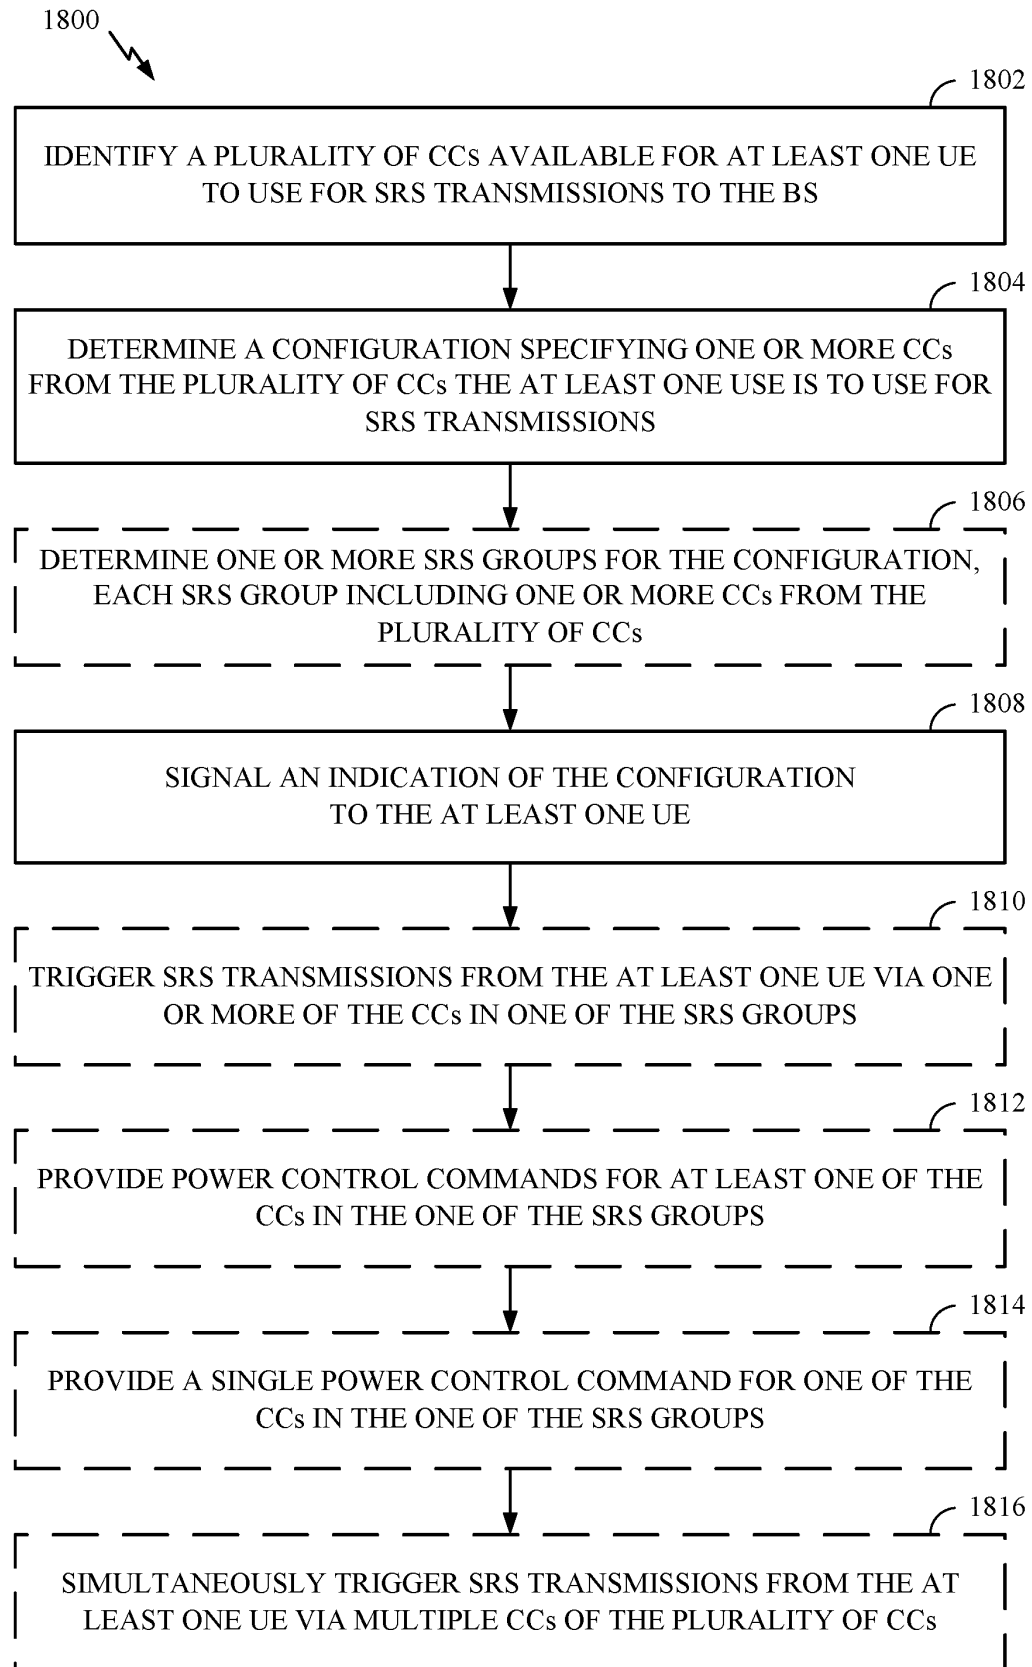 1800
1802
IDENTIFY A PLURALITY OF CCs AVAILABLE FOR AT LEAST ONE UE
TO USE FOR SRS TRANSMISSIONS TO THE BS
1804
DETERMINE A CONFIGURATION SPECIFYING ONE OR MORE CCs
FROM THE PLURALITY OF CCs THE AT LEAST ONE USE IS TO USE FOR
SRS TRANSMISSIONS
1806
DETERMINE ONE OR MORE SRS GROUPS FOR THE CONFIGURATION,
EACH SRS GROUP INCLUDING ONE OR MORE CCs FROM THE
PLURALITY OF CCs
1808
SIGNAL AN INDICATION OF THE CONFIGURATION
TO THE AT LEAST ONE UE
1810
TRIGGER SRS TRANSMISSIONS FROM THE AT LEAST ONE UE VIA ONE
OR MORE OF THE CCs IN ONE OF THE SRS GROUPS
1812
PROVIDE POWER CONTROL COMMANDS FOR AT LEAST ONE OF THE
CCs IN THE ONE OF THE SRS GROUPS
1814
PROVIDE A SINGLE POWER CONTROL COMMAND FOR ONE OF THE
CCs IN THE ONE OF THE SRS GROUPS
1816
SIMULTANEOUSLY TRIGGER SRS TRANSMISSIONS FROM THE AT
LEAST ONE UE VIA MULTIPLE CCs OF THE PLURALITY OF CCs